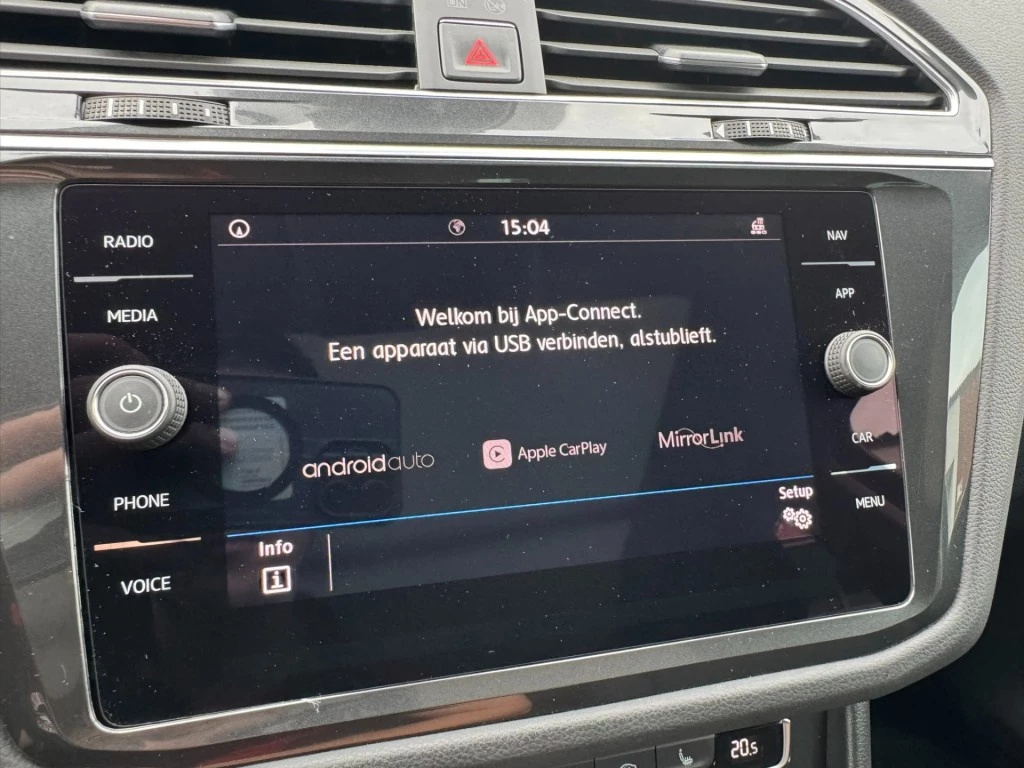 15:04
RADIO
MEDIA
PHONE
VOICE
Welkom bij App-Connect.
Een apparaat via USB verbinden, alstublieft.
androidauto
Apple CarPlay
MirrorLink
Setup
Info
i
NAV
APP
CAR
MENU
20.5